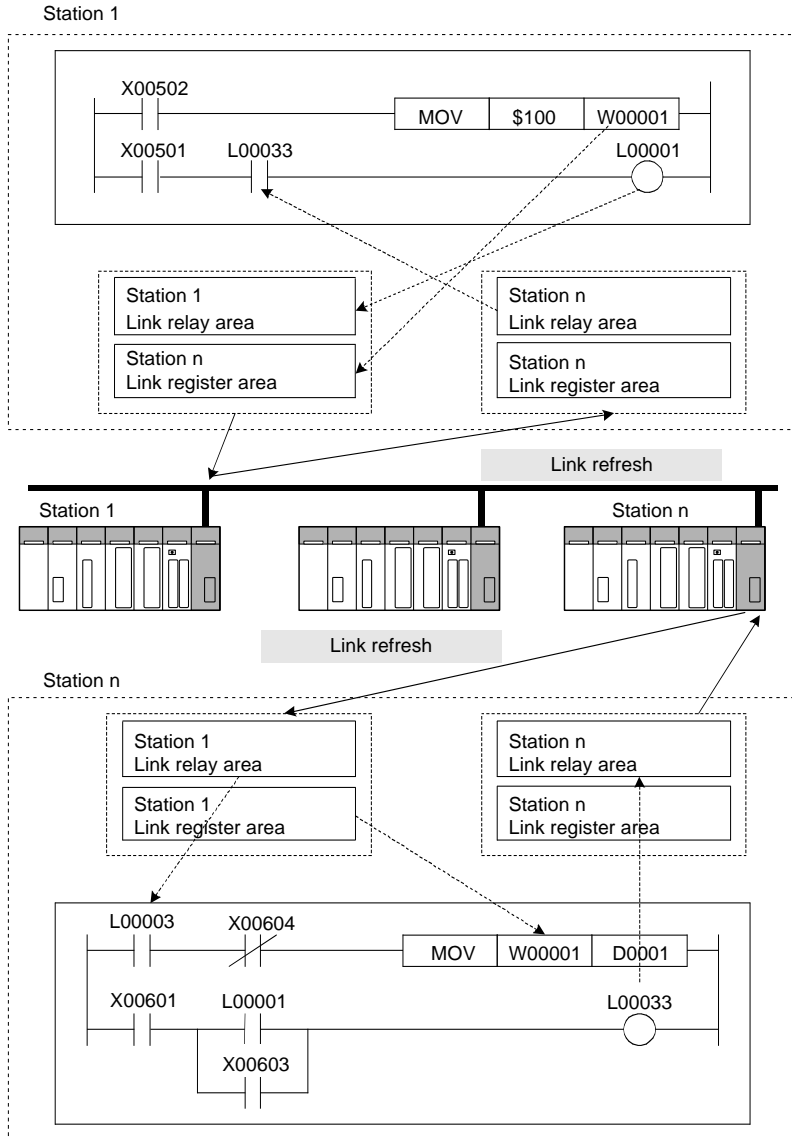 Station 1
X00502
MOV $100 W00001
X00501 L00033 L00001
Station 1
Link relay area
Station n
Link register area
Station n
Link relay area
Station n
Link register area
Link refresh
Station 1 Station n
Link refresh
Station n
Station 1
Link relay area
Station 1
Link register area
Station n
Link relay area
Station n
Link register area
L00003 X00604
MOV W00001 D0001
X00601 L00001 L00033
X00603